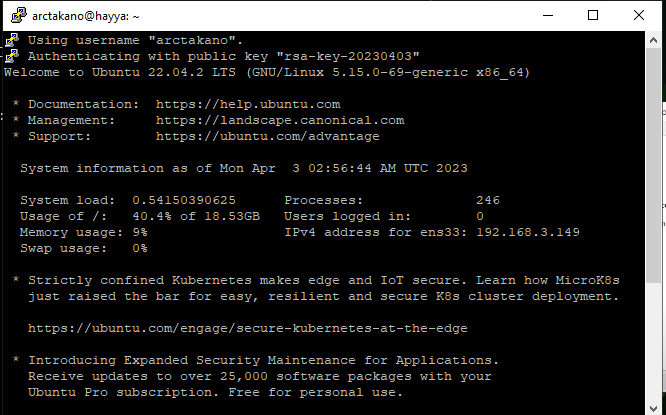 arctakano@hayya: ~
Using username "arctakano".
Authenticating with public key "rsa-key-20230403"
Welcome to Ubuntu 22.04.2 LTS (GNU/Linux 5.15.0-69-generic x86_64)
* Documentation:  https://help.ubuntu.com
* Management:     https://landscape.canonical.com
* Support:        https://ubuntu.com/advantage
System information as of Mon Apr  3 02:56:44 AM UTC 2023
System load:  0.54150390625      Processes:              246
Usage of /:   40.4% of 18.53GB   Users logged in:        0
Memory usage: 9%                 IPv4 address for ens33: 192.168.3.149
Swap usage:   0%
* Strictly confined Kubernetes makes edge and IoT secure. Learn how MicroK8s
just raised the bar for easy, resilient and secure K8s cluster deployment.
https://ubuntu.com/engage/secure-kubernetes-at-the-edge
* Introducing Expanded Security Maintenance for Applications.
Receive updates to over 25,000 software packages with your
Ubuntu Pro subscription. Free for personal use.